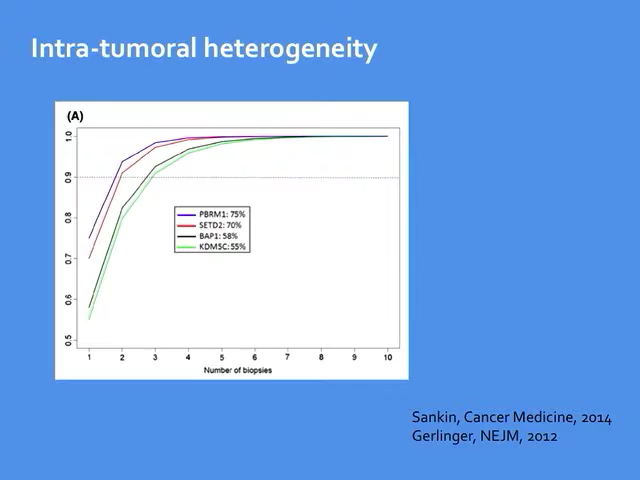 Intra-tumoral heterogeneity
(A)
1.0
0.9
0.8
0.7
0.6
0.5
PBRM1: 75%
SETD2: 70%
BAP1: 58%
KDM5C: 55%
1 2 3 4 5 6 7 8 9 10
Number of biopsies
Sankin, Cancer Medicine, 2014
Gerlinger, NEJM, 2012